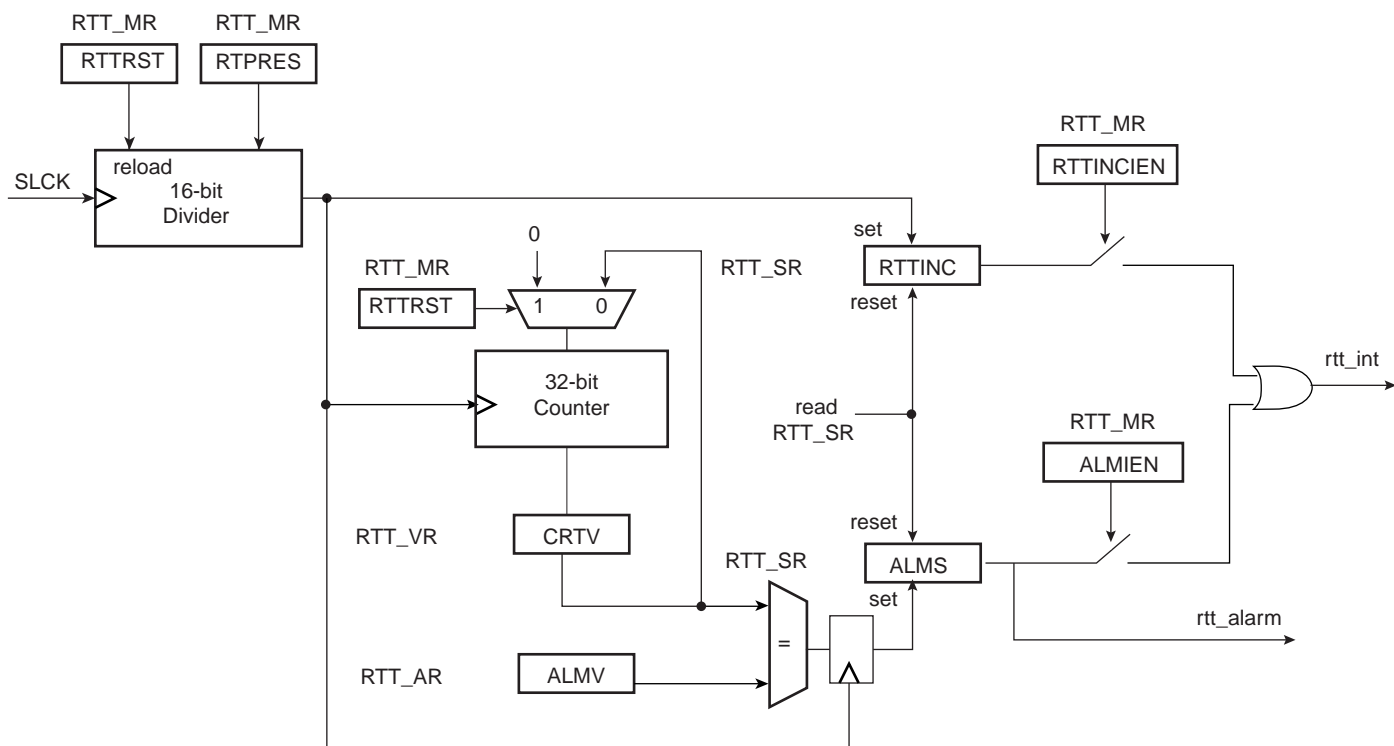 RTT_MR
RTT_MR
RTTRST
RTPRES
reload
16-bit
Divider
SLCK
RTT_MR
RTTINCIEN
0
set
RTT_MR
RTT_SR
RTTINC
RTTRST
1
0
reset
32-bit
Counter
read
RTT_SR
rtt_int
RTT_MR
ALMIEN
reset
RTT_VR
CRTV
RTT_SR
ALMS
set
rtt_alarm
=
RTT_AR
ALMV